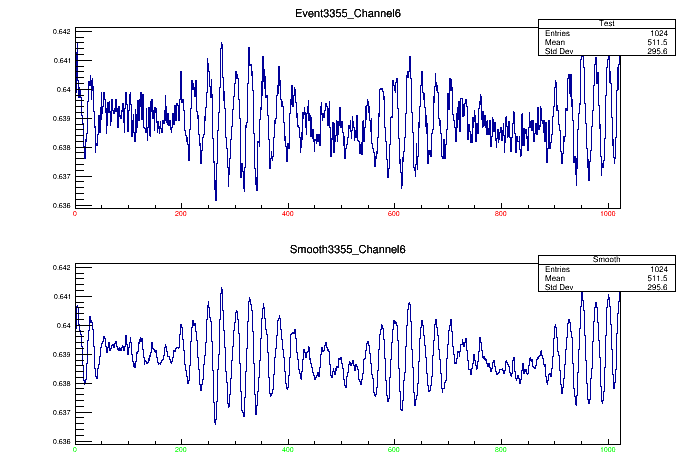 Event3355_Channel6
Test
Entries 1024
Mean 511.5
Std Dev 295.6
0.642
0.641
0.64
0.639
0.638
0.637
0.636
0 200 400 600 800 1000
Smooth3355_Channel6
Smooth
Entries 1024
Mean 511.5
Std Dev 295.6
0.642
0.641
0.64
0.639
0.638
0.637
0.636
0 200 400 600 800 1000